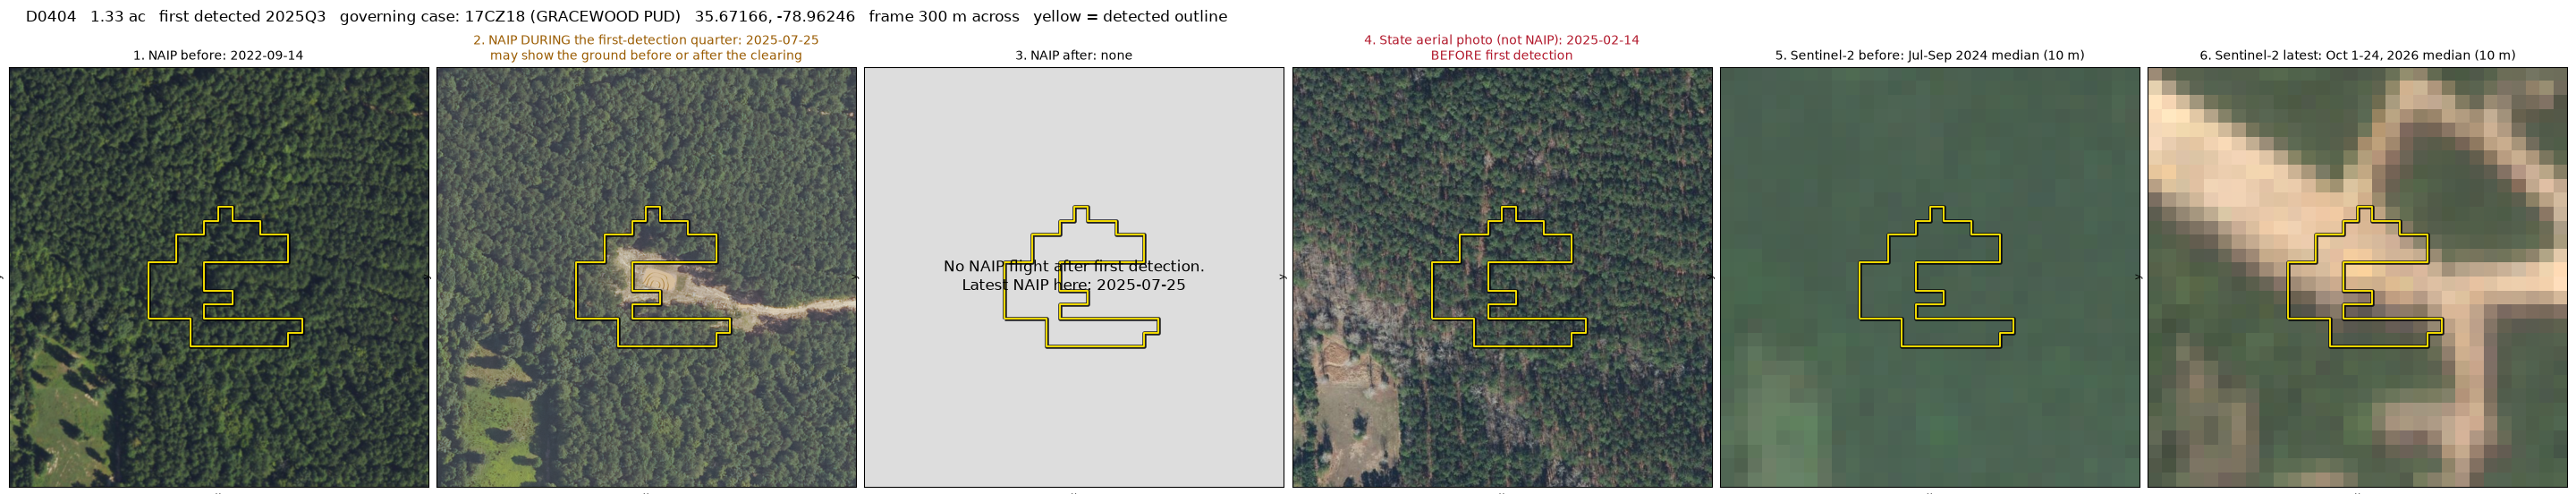 D0404   1.33 ac   first detected 2025Q3   governing case: 17CZ18 (GRACEWOOD PUD)   35.67166, -78.96246   frame 300 m across   yellow = detected outline
1. NAIP before: 2022-09-14
2. NAIP DURING the first-detection quarter: 2025-07-25
may show the ground before or after the clearing
3. NAIP after: none
4. State aerial photo (not NAIP): 2025-02-14
BEFORE first detection
5. Sentinel-2 before: Jul-Sep 2024 median (10 m)
6. Sentinel-2 latest: Oct 1-24, 2026 median (10 m)
No NAIP flight after first detection.
Latest NAIP here: 2025-07-25